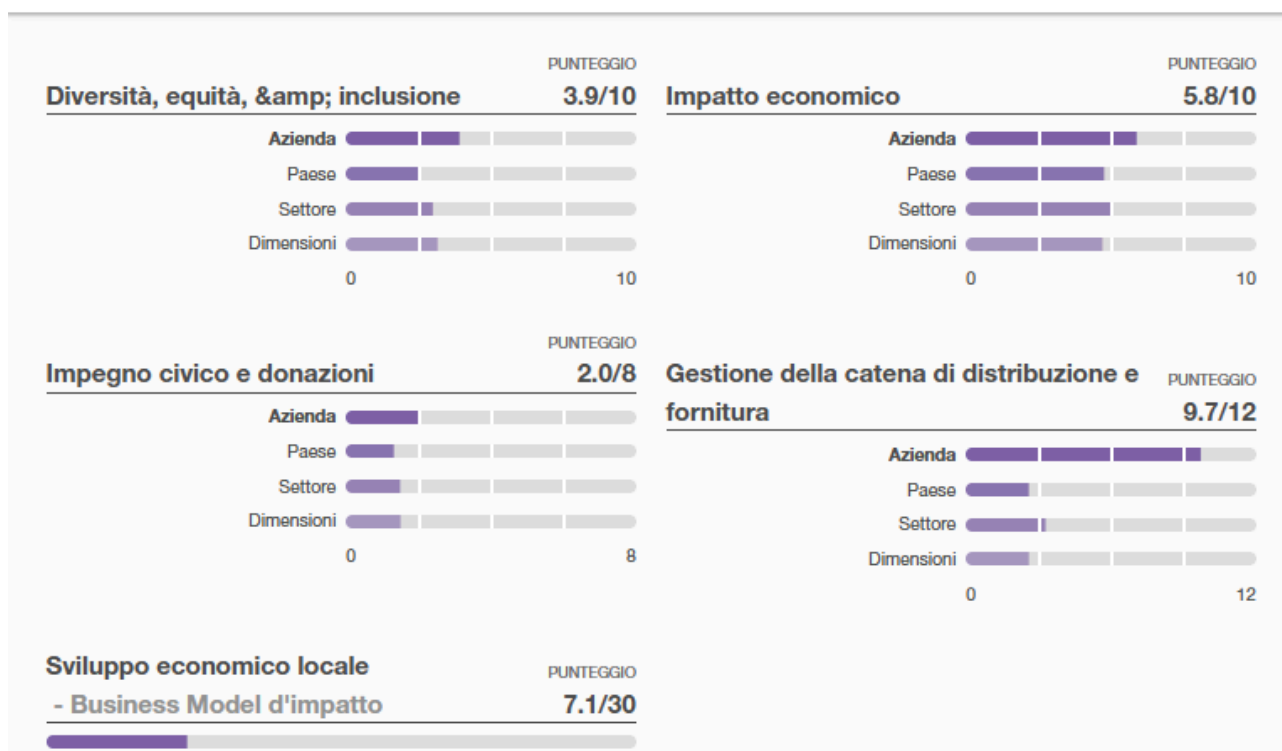 PUNTEGGIO
Diversità, equità, &amp; inclusione 3.9/10
Azienda
Paese
Settore
Dimensioni
0 10
PUNTEGGIO
Impatto economico 5.8/10
Azienda
Paese
Settore
Dimensioni
0 10
PUNTEGGIO
Impegno civico e donazioni 2.0/8
Azienda
Paese
Settore
Dimensioni
0 8
Gestione della catena di distribuzione e PUNTEGGIO
fornitura 9.7/12
Azienda
Paese
Settore
Dimensioni
0 12
Sviluppo economico locale PUNTEGGIO
- Business Model d'impatto 7.1/30